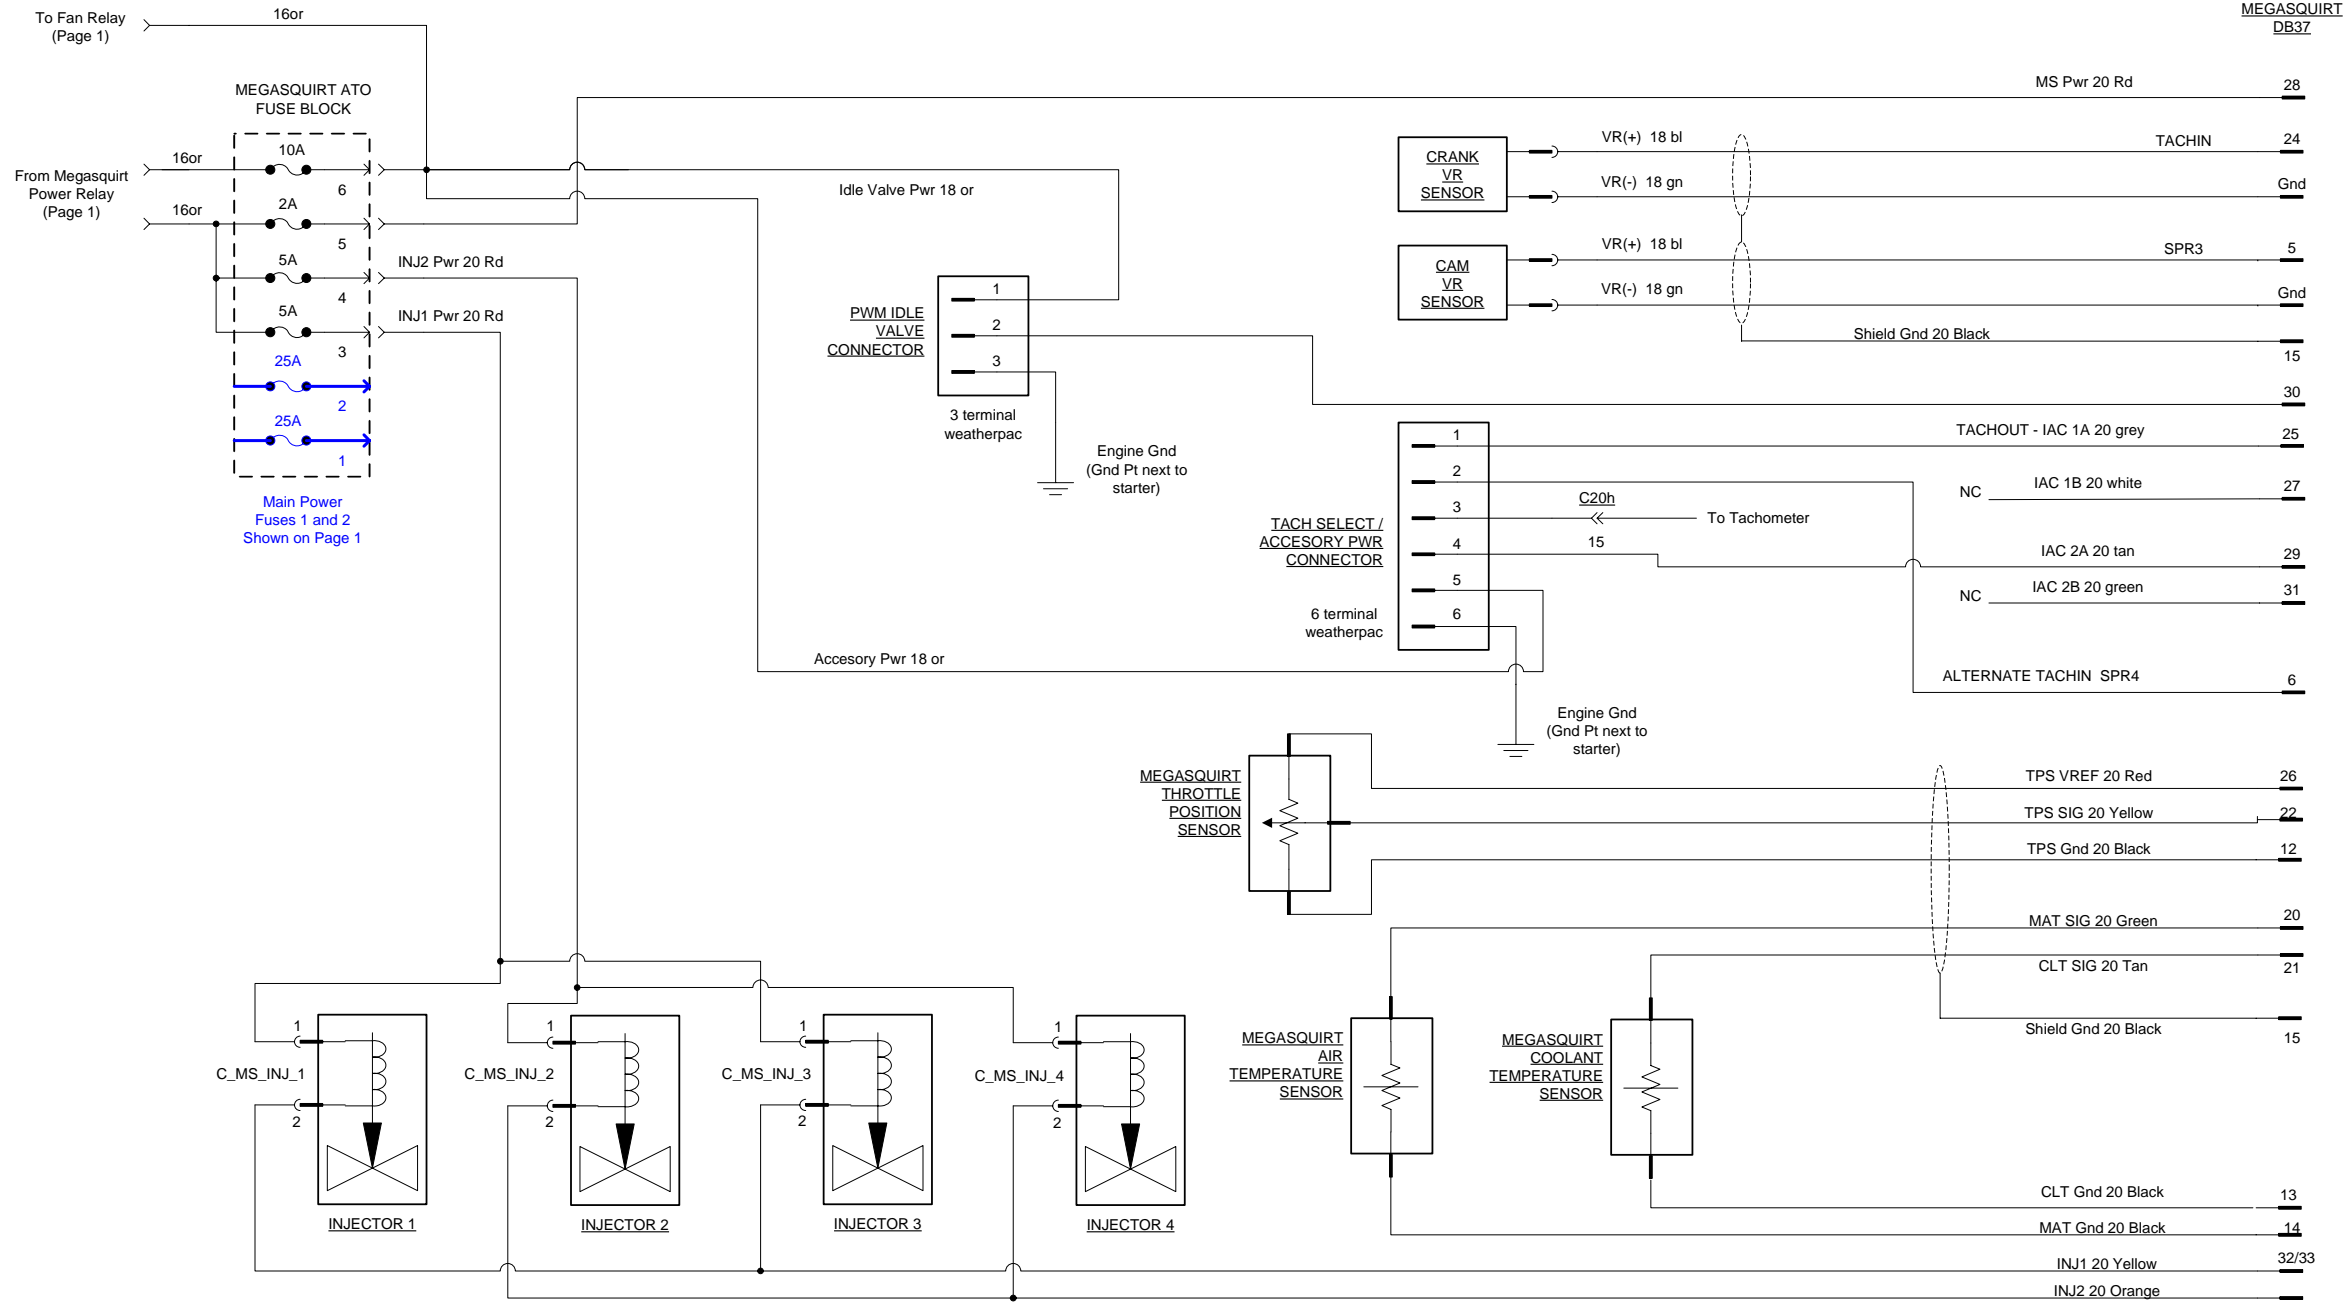 To Fan Relay
(Page 1)
16or
MEGASQUIRT
DB37
MEGASQUIRT ATO
FUSE BLOCK
From Megasquirt
Power Relay
(Page 1)
16or
16or
10A
6
2A
5
5A
4
5A
3
25A
2
25A
1
Main Power
Fuses 1 and 2
Shown on Page 1
INJ2 Pwr 20 Rd
INJ1 Pwr 20 Rd
Idle Valve Pwr 18 or
PWM IDLE
VALVE
CONNECTOR
1
2
3
3 terminal
weatherpac
Engine Gnd
(Gnd Pt next to
starter)
MS Pwr 20 Rd
28
CRANK
VR
SENSOR
VR(+) 18 bl
TACHIN
24
VR(-) 18 gn
Gnd
CAM
VR
SENSOR
VR(+) 18 bl
SPR3
5
VR(-) 18 gn
Gnd
Shield Gnd 20 Black
15
30
TACH SELECT /
ACCESORY PWR
CONNECTOR
1
2
3
4
5
6
6 terminal
weatherpac
TACHOUT - IAC 1A 20 grey
25
NC
IAC 1B 20 white
27
C20h
To Tachometer
15
IAC 2A 20 tan
29
NC
IAC 2B 20 green
31
Accesory Pwr 18 or
ALTERNATE TACHIN SPR4
6
Engine Gnd
(Gnd Pt next to
starter)
MEGASQUIRT
THROTTLE
POSITION
SENSOR
TPS VREF 20 Red
26
TPS SIG 20 Yellow
22
TPS Gnd 20 Black
12
MAT SIG 20 Green
20
CLT SIG 20 Tan
21
Shield Gnd 20 Black
15
MEGASQUIRT
AIR
TEMPERATURE
SENSOR
MEGASQUIRT
COOLANT
TEMPERATURE
SENSOR
1
C_MS_INJ_1
2
INJECTOR 1
1
C_MS_INJ_2
2
INJECTOR 2
1
C_MS_INJ_3
2
INJECTOR 3
1
C_MS_INJ_4
2
INJECTOR 4
CLT Gnd 20 Black
13
MAT Gnd 20 Black
14
INJ1 20 Yellow
32/33
INJ2 20 Orange